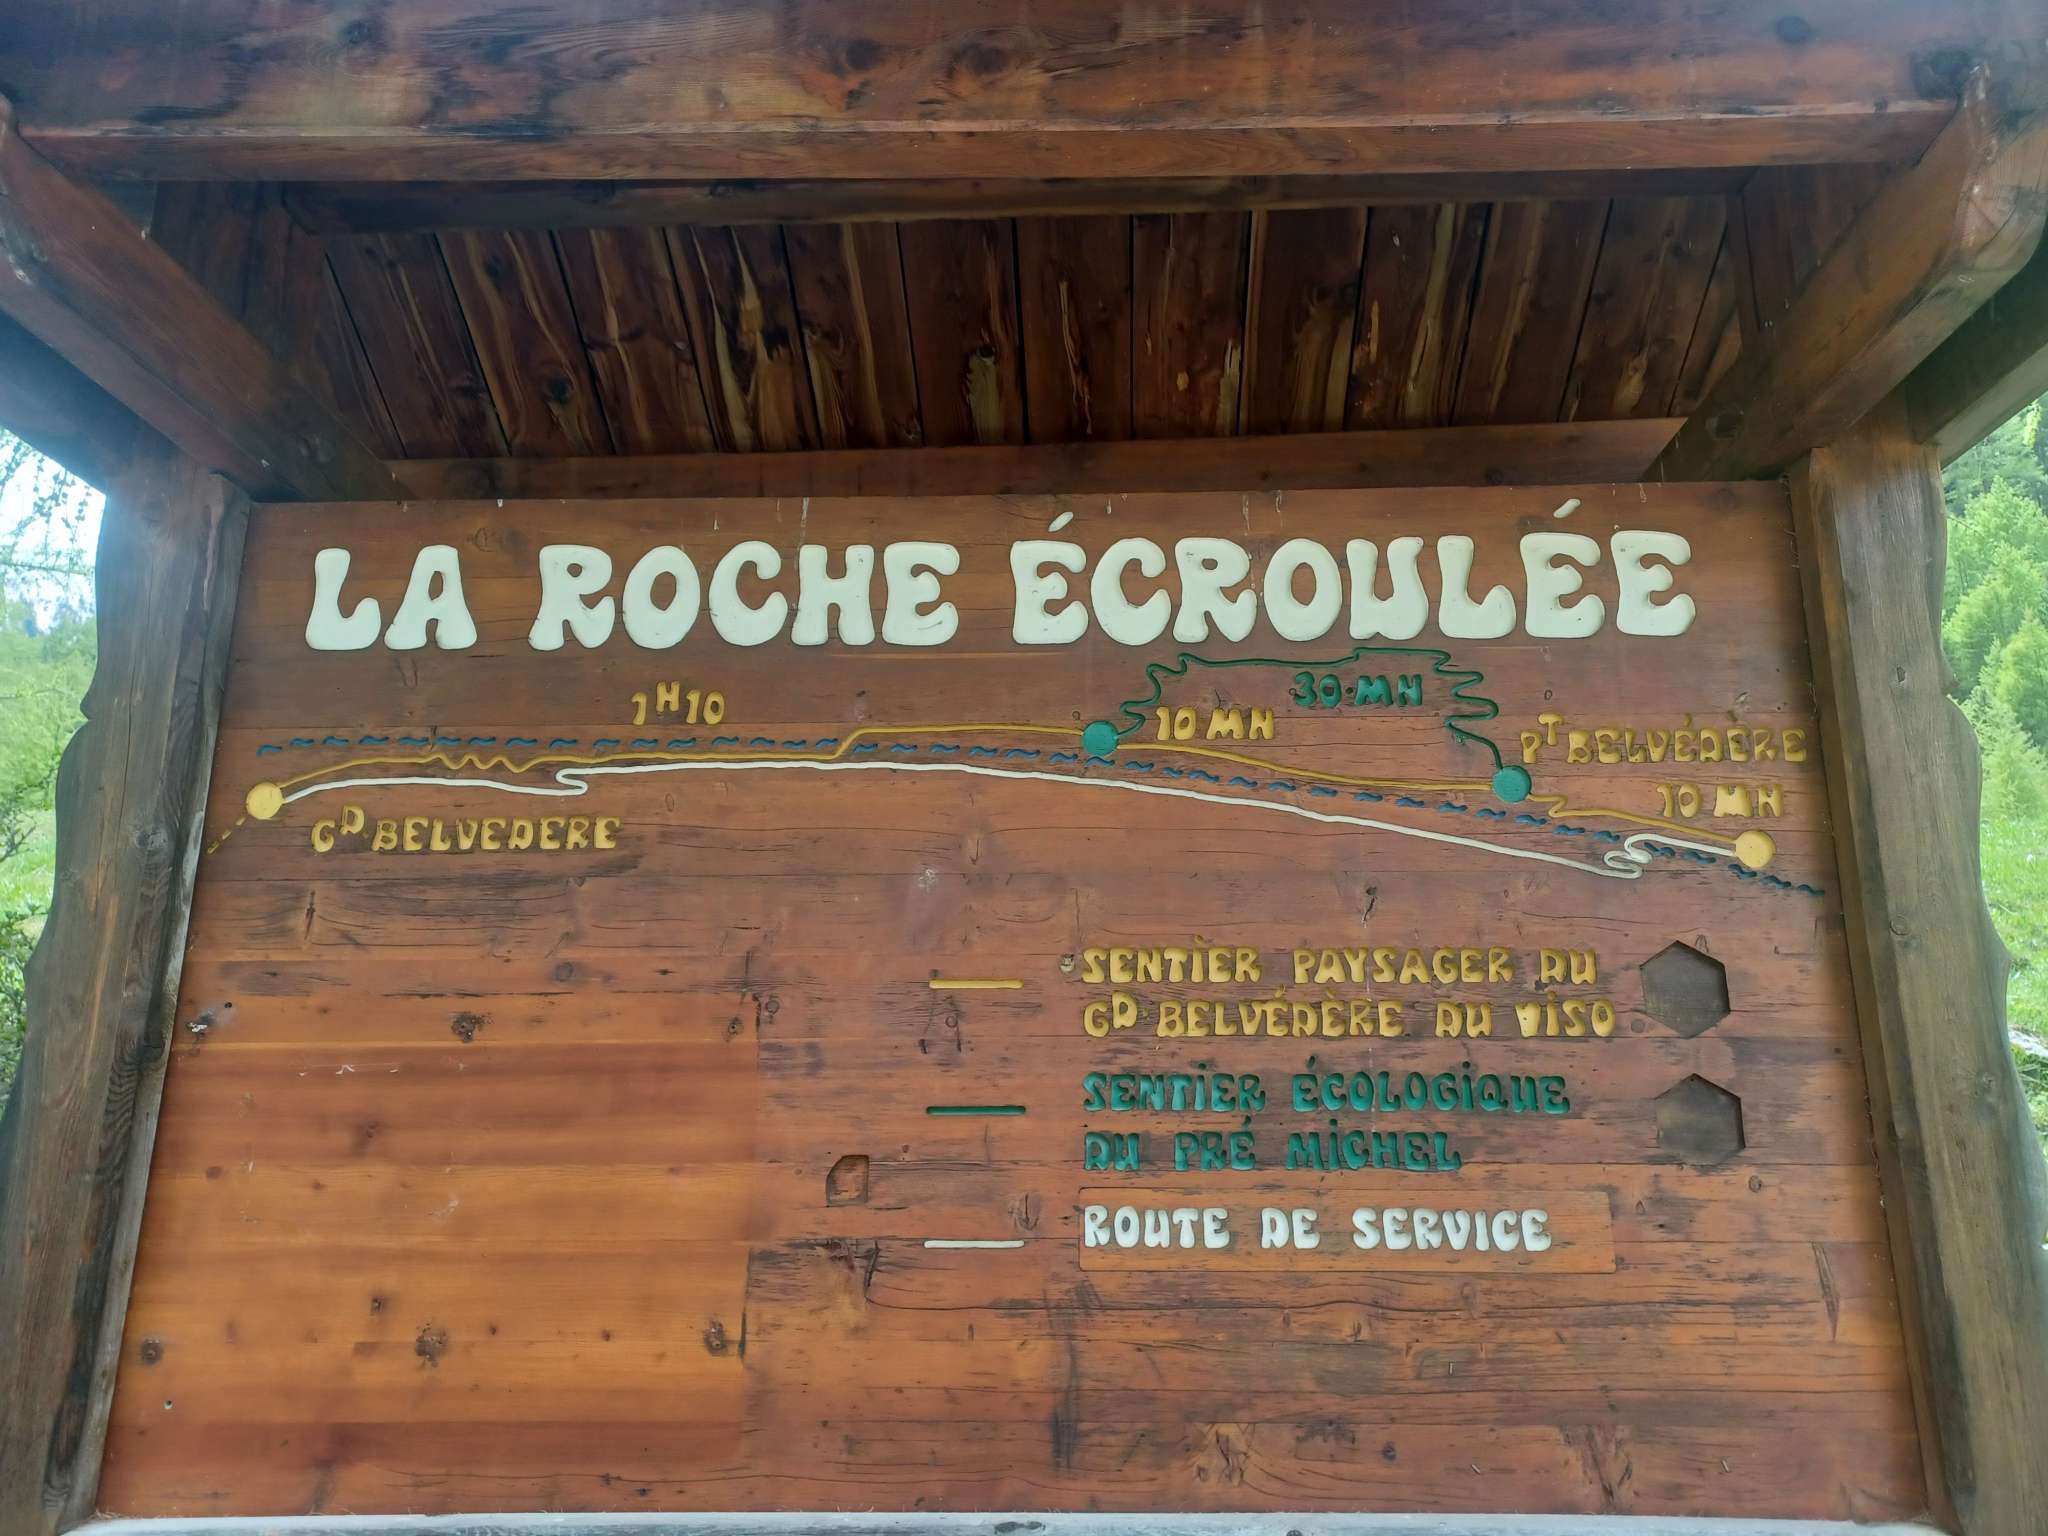 LA ROCHE ÉCROULÉE
1H10
10 MN
30 MN
PT BELVÉDÈRE
10 MN
GD BELVEDERE
SENTIER PAYSAGER DU
GD BELVÉDÈRE DU VISO
SENTIER ÉCOLOGIQUE
DU PRÉ MICHEL
ROUTE DE SERVICE